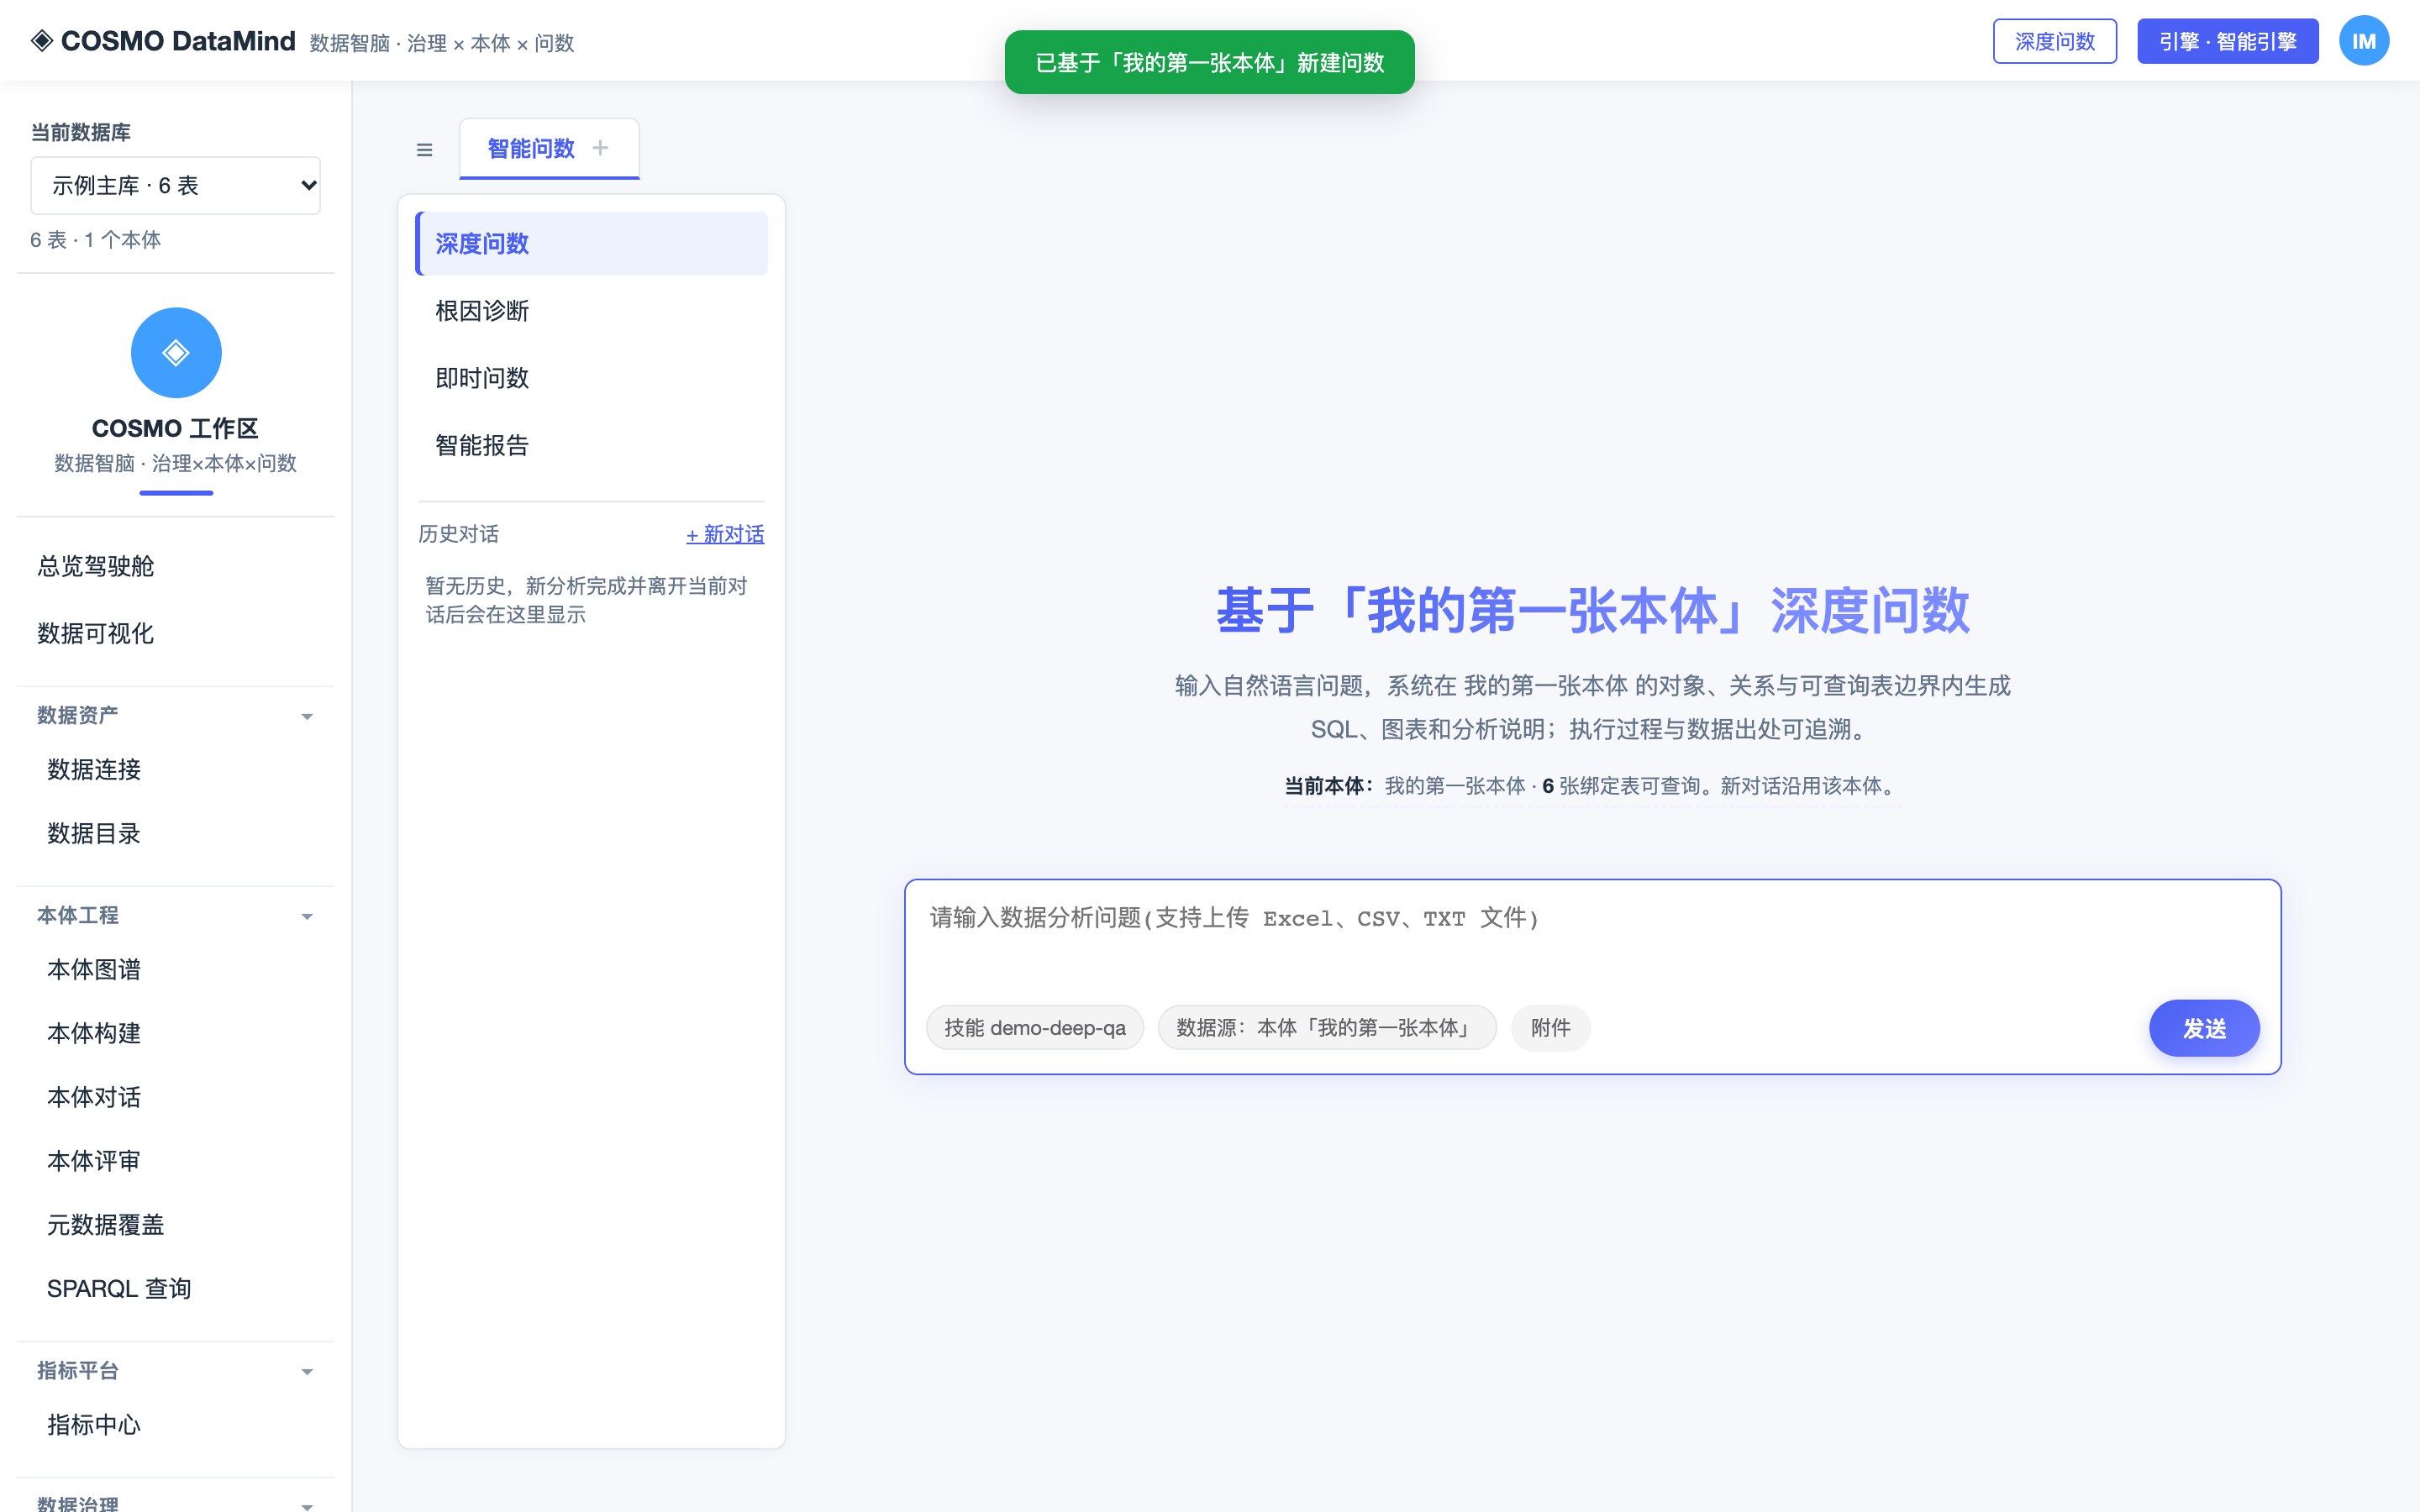 ◈ COSMO DataMind 数据智脑 · 治理 × 本体 × 问数
已基于「我的第一张本体」新建问数
深度问数
引擎 · 智能引擎
IM
当前数据库
示例主库 · 6 表
6 表 · 1 个本体
COSMO 工作区
数据智脑 · 治理×本体×问数
总览驾驶舱
数据可视化
数据资产
数据连接
数据目录
本体工程
本体图谱
本体构建
本体对话
本体评审
元数据覆盖
SPARQL 查询
指标平台
指标中心
数据治理
智能问数 +
深度问数
根因诊断
即时问数
智能报告
历史对话 + 新对话
暂无历史，新分析完成并离开当前对
话后会在这里显示
基于「我的第一张本体」深度问数
输入自然语言问题，系统在 我的第一张本体 的对象、关系与可查询表边界内生成
SQL、图表和分析说明；执行过程与数据出处可追溯。
当前本体：我的第一张本体 · 6 张绑定表可查询。新对话沿用该本体。
请输入数据分析问题(支持上传 Excel、CSV、TXT 文件)
技能 demo-deep-qa
数据源：本体「我的第一张本体」
附件
发送